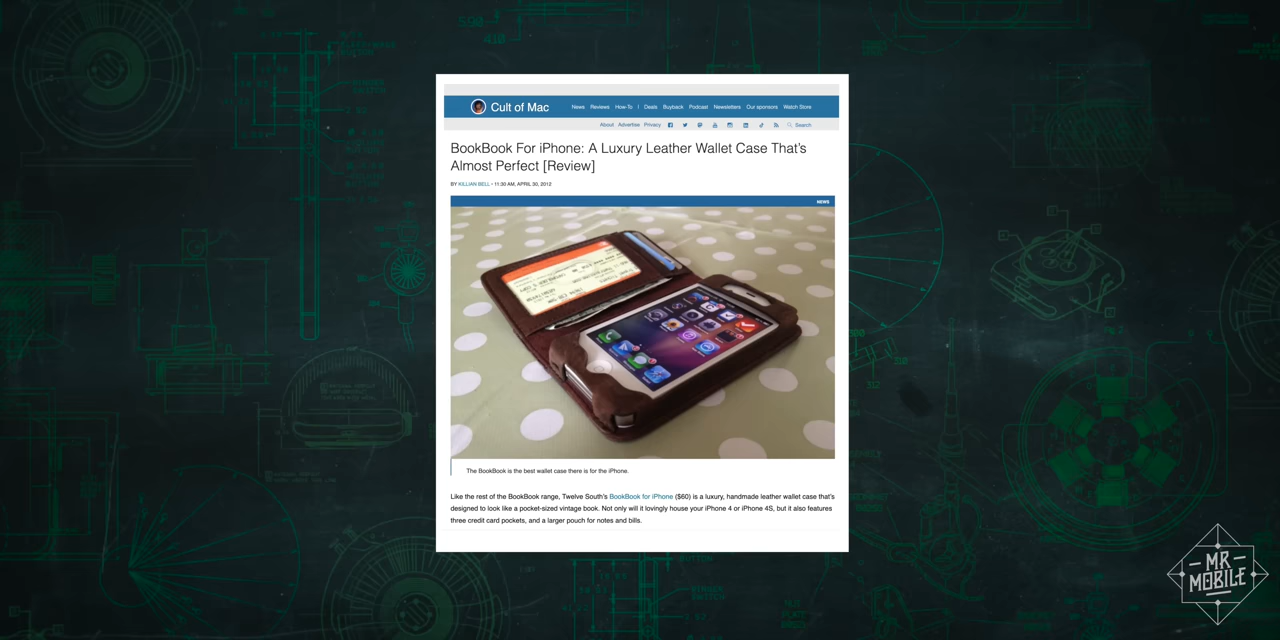 Cult of Mac
News Reviews How-To | Deals Buyback Podcast Newsletters Our sponsors Watch Store
About Advertise Privacy Search
BookBook For iPhone: A Luxury Leather Wallet Case That's
Almost Perfect [Review]
BY KILLIAN BELL • 11:30 AM, APRIL 30, 2012
NEWS
The BookBook is the best wallet case there is for the iPhone.
Like the rest of the BookBook range, Twelve South's BookBook for iPhone ($60) is a luxury, handmade leather wallet case that's
designed to look like a pocket-sized vintage book. Not only will it lovingly house your iPhone 4 or iPhone 4S, but it also features
three credit card pockets, and a larger pouch for notes and bills.
MR
MOBILE